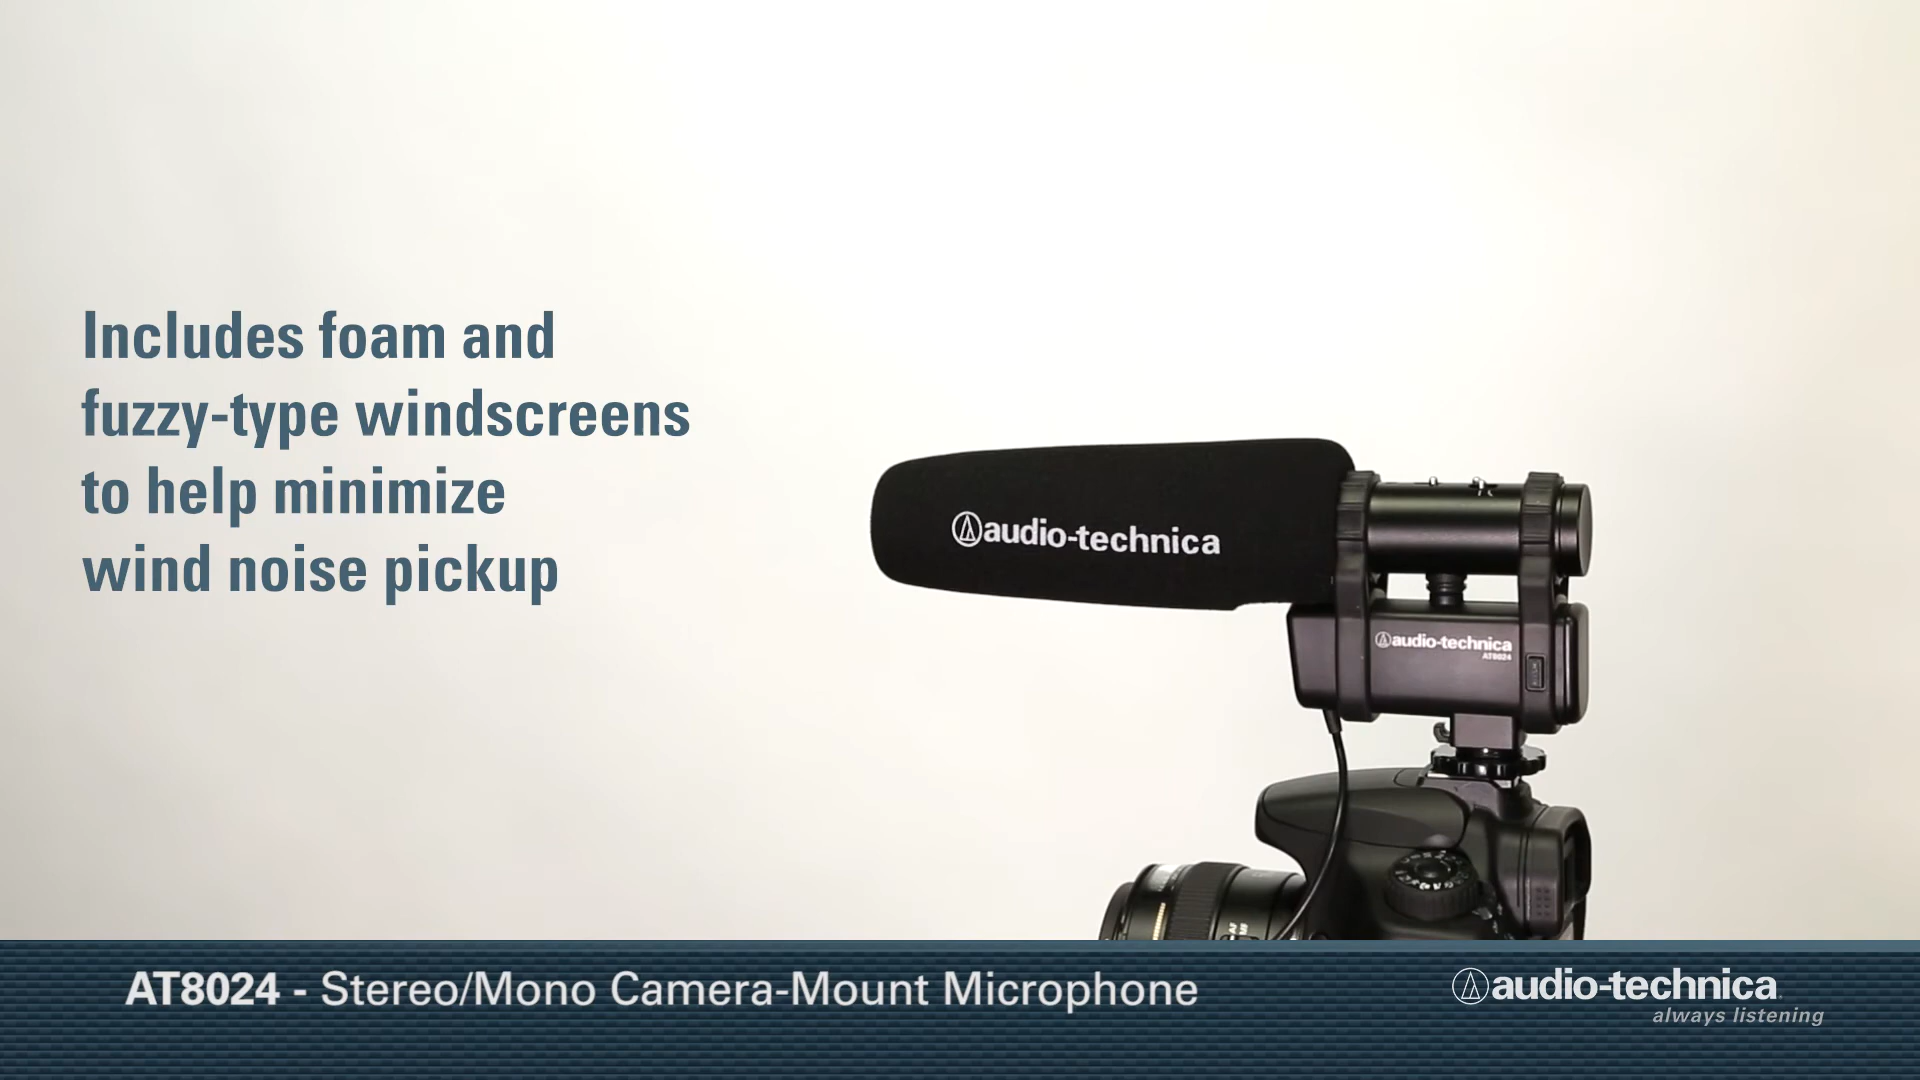 Includes foam and
fuzzy-type windscreens
to help minimize
wind noise pickup
audio-technica
audio-technica
AT8024
AT8024 - Stereo/Mono Camera-Mount Microphone
audio-technica
always listening